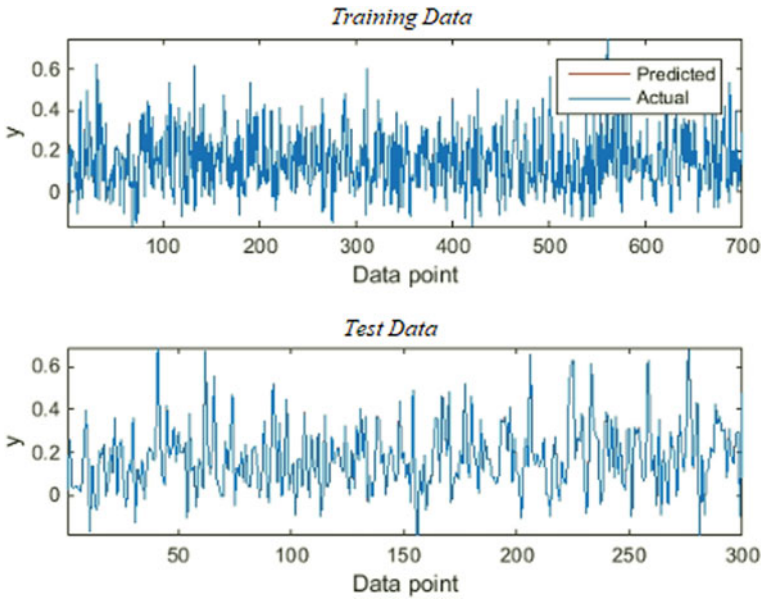 Training Data
0.6
0.4
0.2
0
y
Predicted
Actual
100 200 300 400 500 600 700
Data point
Test Data
0.6
0.4
0.2
0
y
50 100 150 200 250 300
Data point